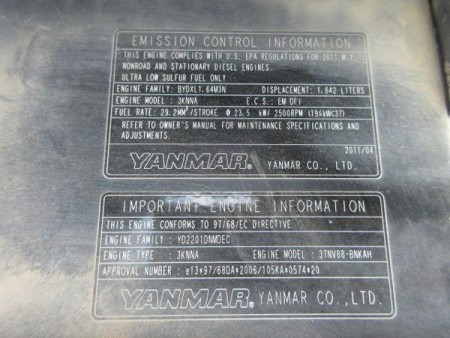 EMISSION CONTROL INFORMATION
THIS ENGINE COMPLIES WITH U.S. EPA REGULATIONS FOR 2011 M.Y.
NONROAD AND STATIONARY DIESEL ENGINES.
ULTRA LOW SULFUR FUEL ONLY
ENGINE FAMILY: BYDXL1.64M3N DISPLACEMENT: 1.642 LITERS
ENGINE MODEL: 3KNNA E.C.S: EM DFI
FUEL RATE: 29.2MM³/STROKE @ 23.5 kW/ 2500RPM (19≤kW<37)
REFER TO OWNER'S MANUAL FOR MAINTENANCE SPECIFICATIONS AND
ADJUSTMENTS.
2011/04
YANMAR® YANMAR CO., LTD.
IMPORTANT ENGINE INFORMATION
THIS ENGINE CONFORMS TO 97/68/EC DIRECTIVE
ENGINE FAMILY : YD2201DNMDEC
ENGINE TYPE : 3KNNA ENGINE MODEL: 3TNV88-BNKAH
APPROVAL NUMBER : e13*97/68DA*2006/105KA*0574*20
YANMAR® YANMAR CO.,LTD.